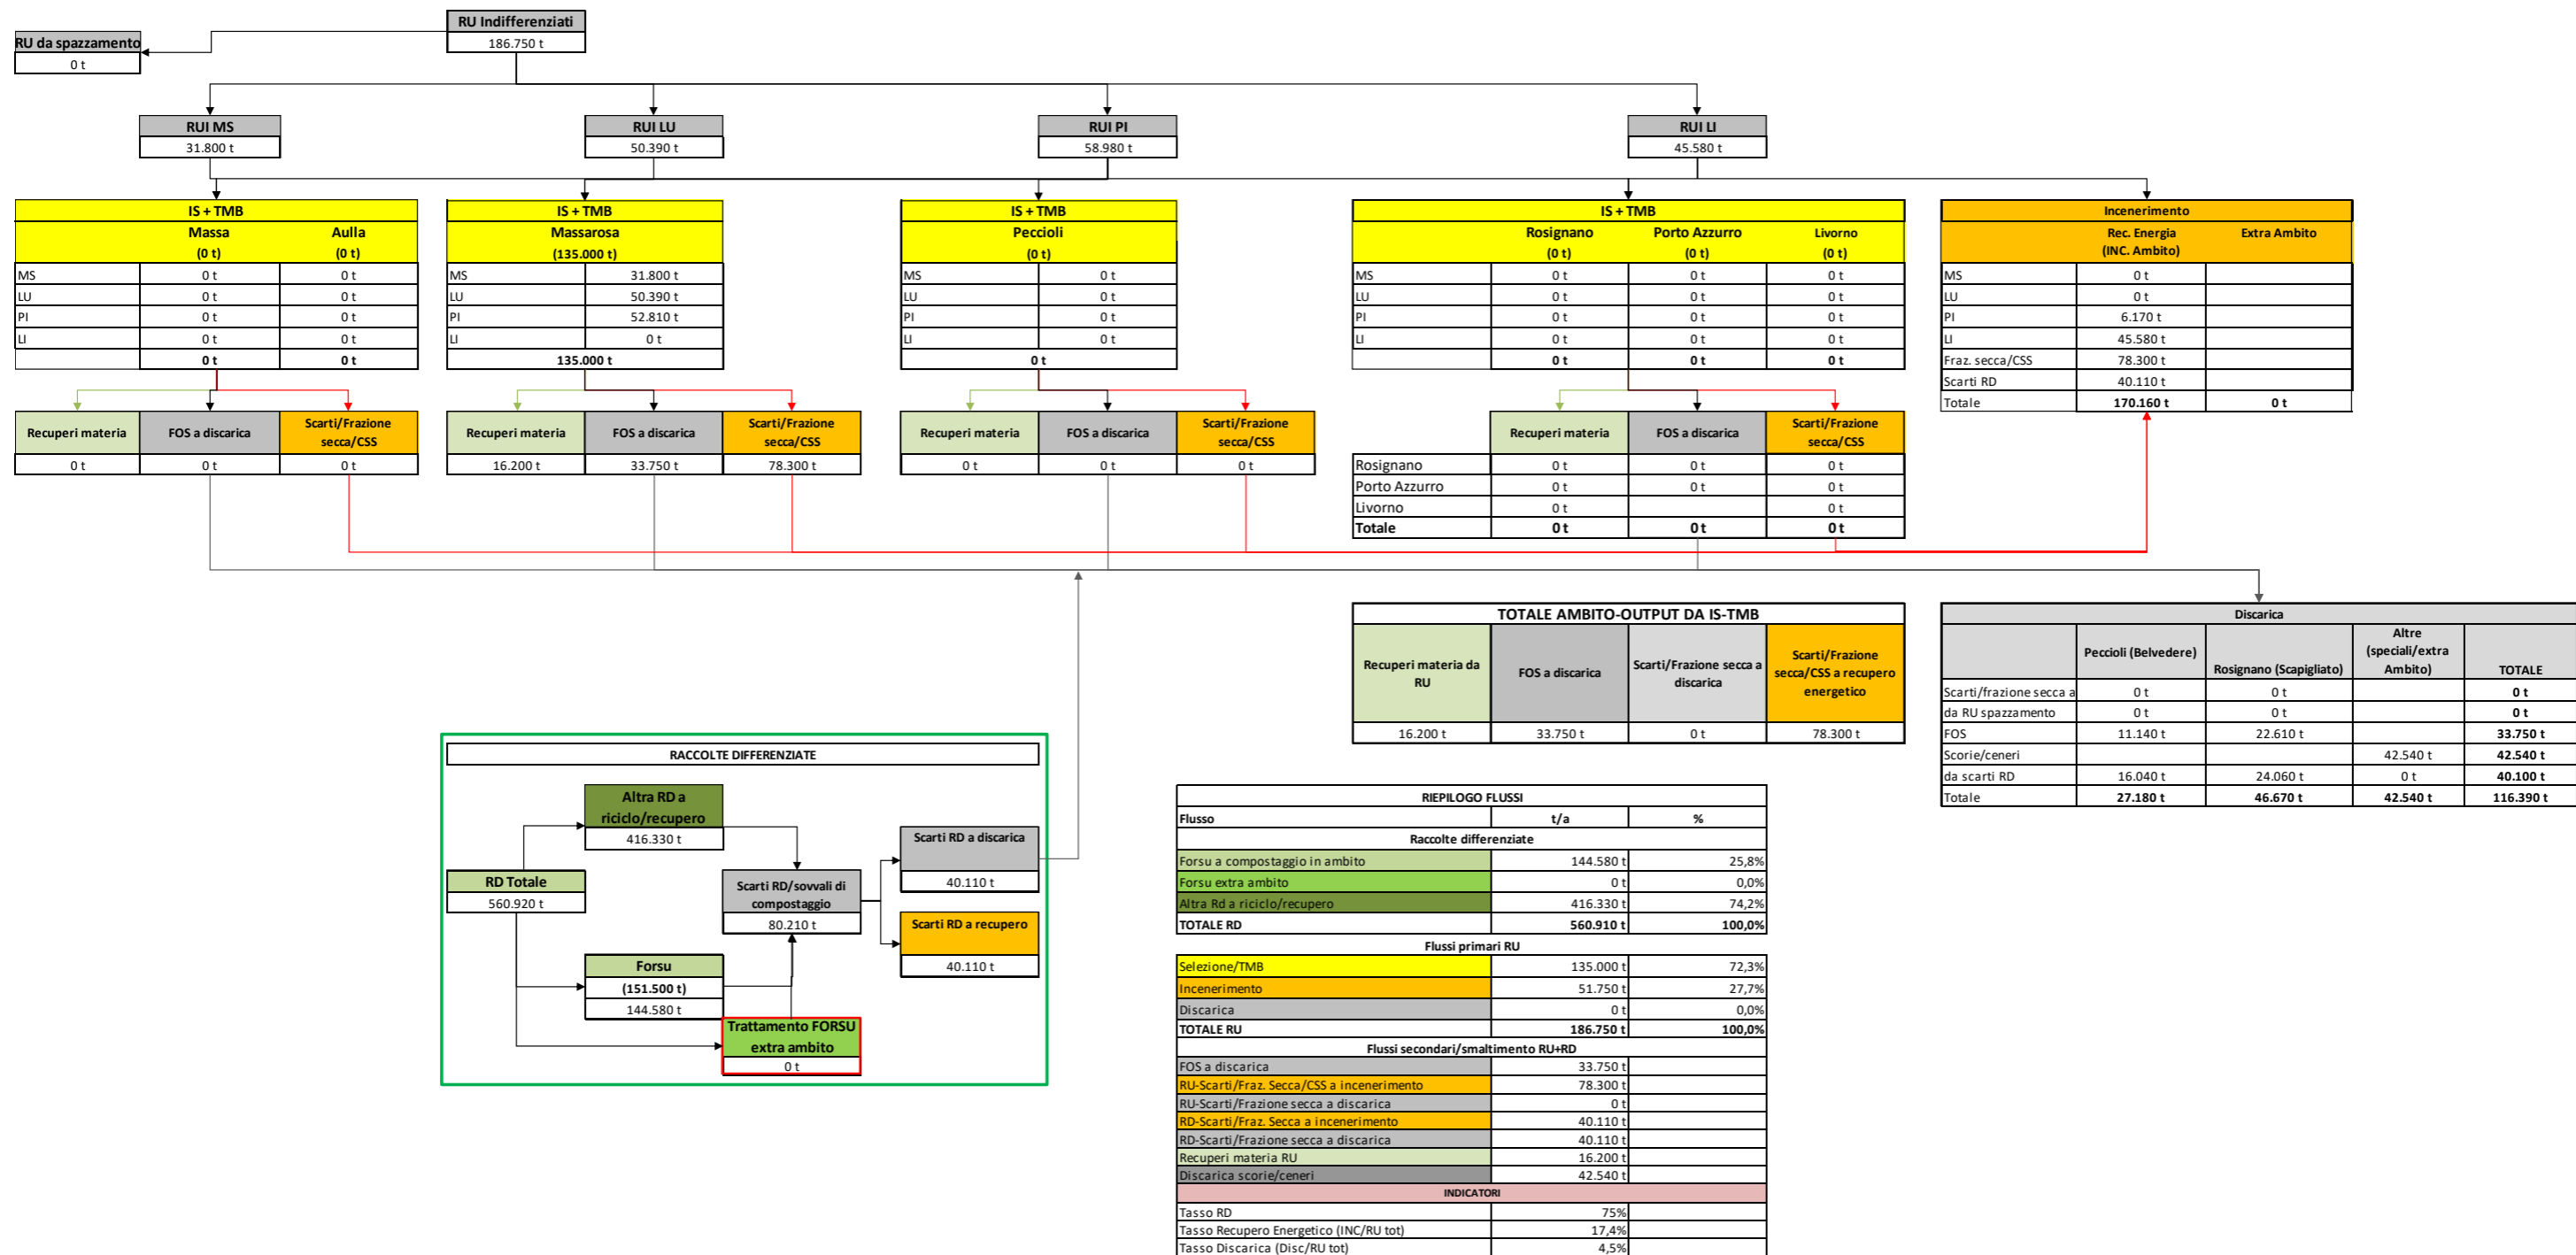 RU Indifferenziati
186.750 t
RU da spazzamento
0 t
RUI MS
31.800 t
RUI LU
50.390 t
RUI PI
58.980 t
RUI LI
45.580 t
IS + TMB
Massa Aulla
(0 t) (0 t)
MS 0 t 0 t
LU 0 t 0 t
PI 0 t 0 t
LI 0 t 0 t
0 t 0 t
Recuperi materia
FOS a discarica
Scarti/Frazione
secca/CSS
0 t 0 t 0 t
IS + TMB
Massarosa
(135.000 t)
MS 31.800 t
LU 50.390 t
PI 52.810 t
LI 0 t
135.000 t
Recuperi materia
FOS a discarica
Scarti/Frazione
secca/CSS
16.200 t 33.750 t 78.300 t
IS + TMB
Peccioli
(0 t)
MS 0 t
LU 0 t
PI 0 t
LI 0 t
0 t
Recuperi materia
FOS a discarica
Scarti/Frazione
secca/CSS
0 t 0 t 0 t
IS + TMB
Rosignano Porto Azzurro Livorno
(0 t) (0 t) (0 t)
MS 0 t 0 t 0 t
LU 0 t 0 t 0 t
PI 0 t 0 t 0 t
LI 0 t 0 t 0 t
0 t 0 t 0 t
Recuperi materia
FOS a discarica
Scarti/Frazione
secca/CSS
Rosignano 0 t 0 t 0 t
Porto Azzurro 0 t 0 t 0 t
Livorno 0 t 0 t
Totale 0 t 0 t 0 t
Incenerimento
Rec. Energia Extra Ambito
(INC. Ambito)
MS 0 t
LU 0 t
PI 6.170 t
LI 45.580 t
Fraz. secca/CSS 78.300 t
Scarti RD 40.110 t
Totale 170.160 t 0 t
TOTALE AMBITO-OUTPUT DA IS-TMB
Recuperi materia da
RU
FOS a discarica
Scarti/Frazione secca a
discarica
Scarti/Frazione
secca/CSS a recupero
energetico
16.200 t 33.750 t 0 t 78.300 t
Discarica
Peccioli (Belvedere)
Rosignano (Scapigliato)
Altre
(speciali/extra
Ambito)
TOTALE
Scarti/frazione secca a 0 t 0 t 0 t
da RU spazzamento 0 t 0 t 0 t
FOS 11.140 t 22.610 t 33.750 t
Scorie/ceneri 42.540 t 42.540 t
da scarti RD 16.040 t 24.060 t 0 t 40.100 t
Totale 27.180 t 46.670 t 42.540 t 116.390 t
RACCOLTE DIFFERENZIATE
Altra RD a
riciclo/recupero
416.330 t
RD Totale
560.920 t
Scarti RD/sovvali di
compostaggio
80.210 t
Scarti RD a discarica
40.110 t
Scarti RD a recupero
40.110 t
Forsu
(151.500 t)
144.580 t
Trattamento FORSU
extra ambito
0 t
RIEPILOGO FLUSSI
Flusso t/a %
Raccolte differenziate
Forsu a compostaggio in ambito 144.580 t 25,8%
Forsu extra ambito 0 t 0,0%
Altra Rd a riciclo/recupero 416.330 t 74,2%
TOTALE RD 560.910 t 100,0%
Flussi primari RU
Selezione/TMB 135.000 t 72,3%
Incenerimento 51.750 t 27,7%
Discarica 0 t 0,0%
TOTALE RU 186.750 t 100,0%
Flussi secondari/smaltimento RU+RD
FOS a discarica 33.750 t
RU-Scarti/Fraz. Secca/CSS a incenerimento 78.300 t
RU-Scarti/Frazione secca a discarica 0 t
RD-Scarti/Fraz. Secca a incenerimento 40.110 t
RD-Scarti/Frazione secca a discarica 40.110 t
Recuperi materia RU 16.200 t
Discarica scorie/ceneri 42.540 t
INDICATORI
Tasso RD 75%
Tasso Recupero Energetico (INC/RU tot) 17,4%
Tasso Discarica (Disc/RU tot) 4,5%